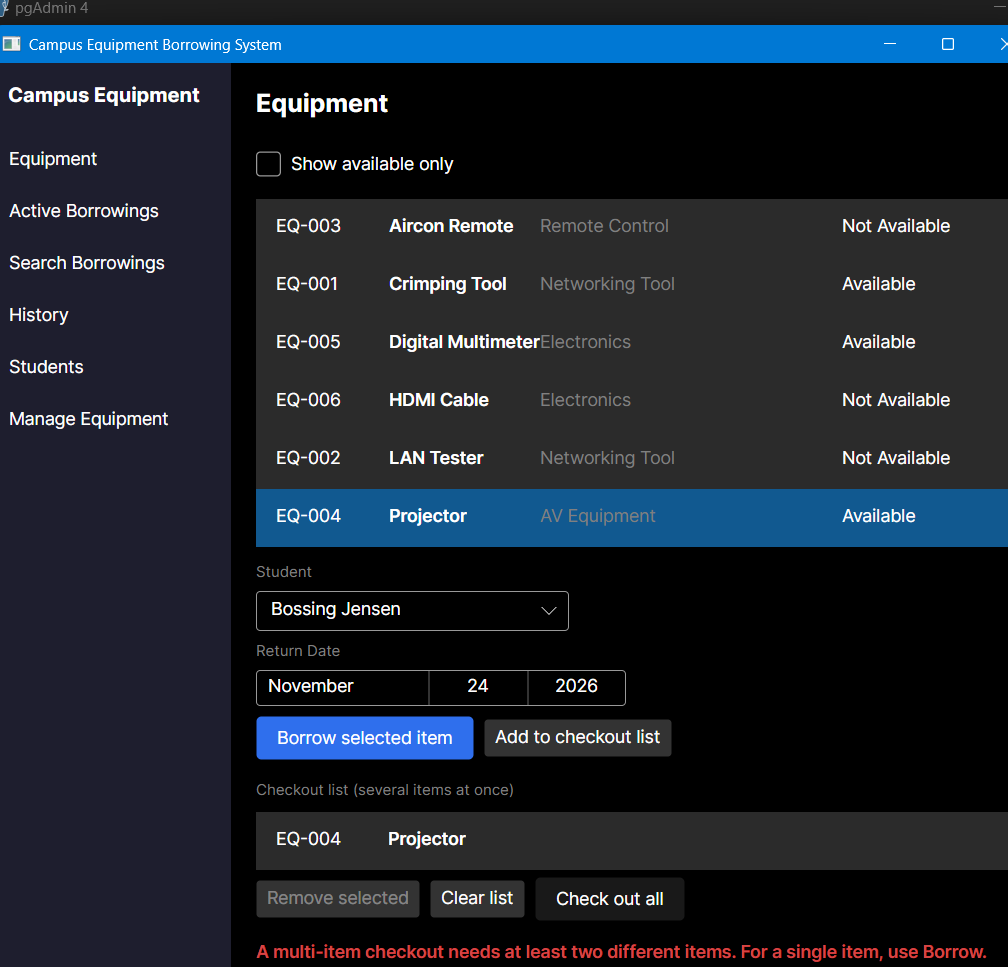 pgAdmin 4
Campus Equipment Borrowing System
Campus Equipment
Equipment
Active Borrowings
Search Borrowings
History
Students
Manage Equipment
Equipment
Show available only
EQ-003 Aircon Remote Remote Control Not Available
EQ-001 Crimping Tool Networking Tool Available
EQ-005 Digital Multimeter Electronics Available
EQ-006 HDMI Cable Electronics Not Available
EQ-002 LAN Tester Networking Tool Not Available
EQ-004 Projector AV Equipment Available
Student
Bossing Jensen
Return Date
November 24 2026
Borrow selected item Add to checkout list
Checkout list (several items at once)
EQ-004 Projector
Remove selected Clear list Check out all
A multi-item checkout needs at least two different items. For a single item, use Borrow.